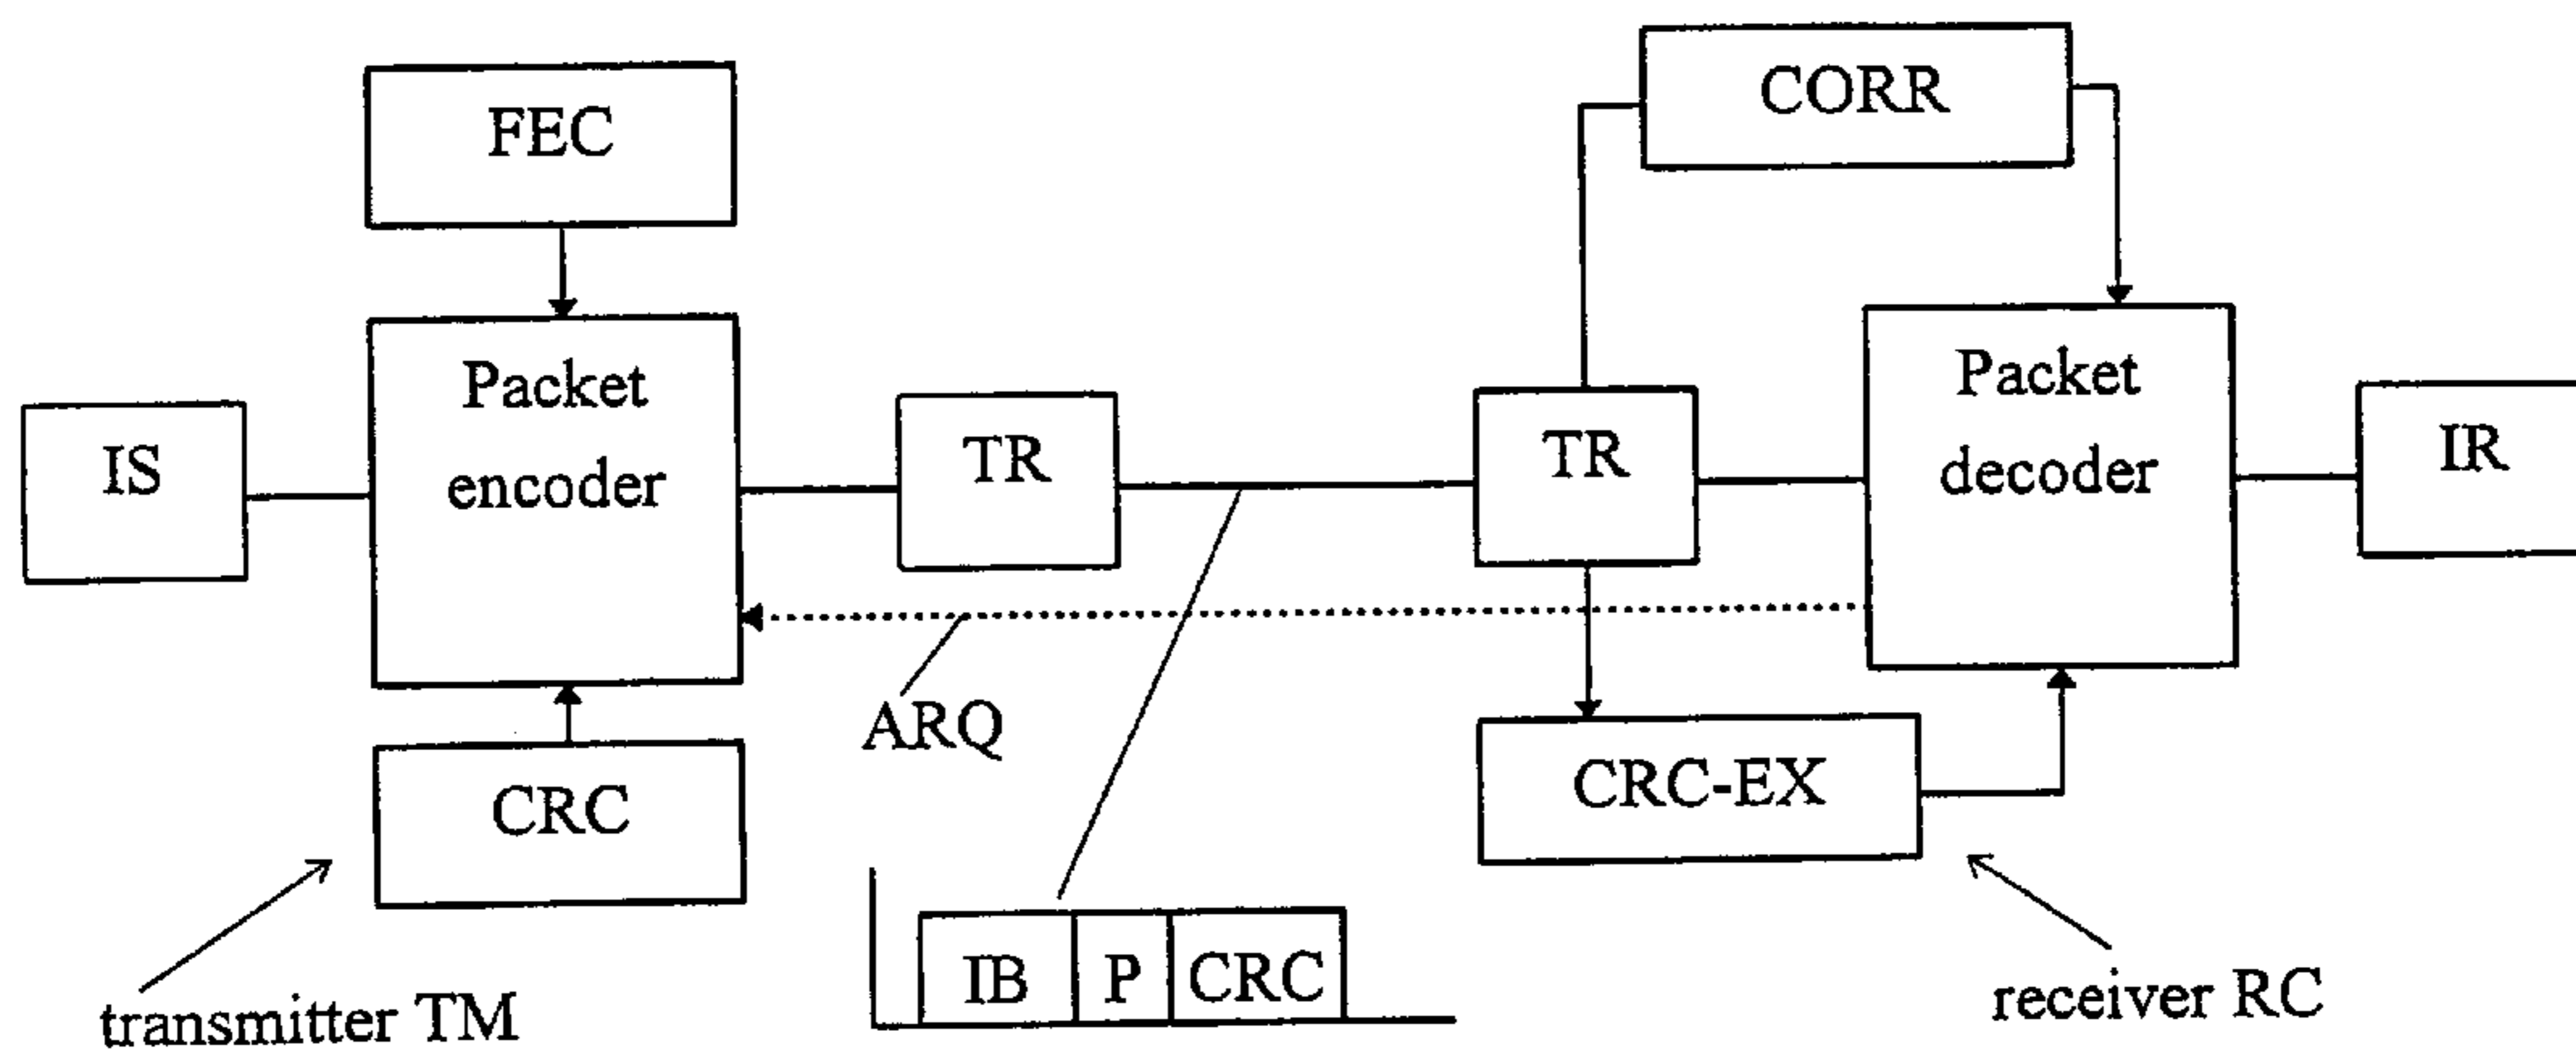 FEC
CORR
IS
Packet
encoder
TR
TR
Packet
decoder
IR
ARQ
CRC
CRC-EX
IB P CRC
transmitter TM
receiver RC